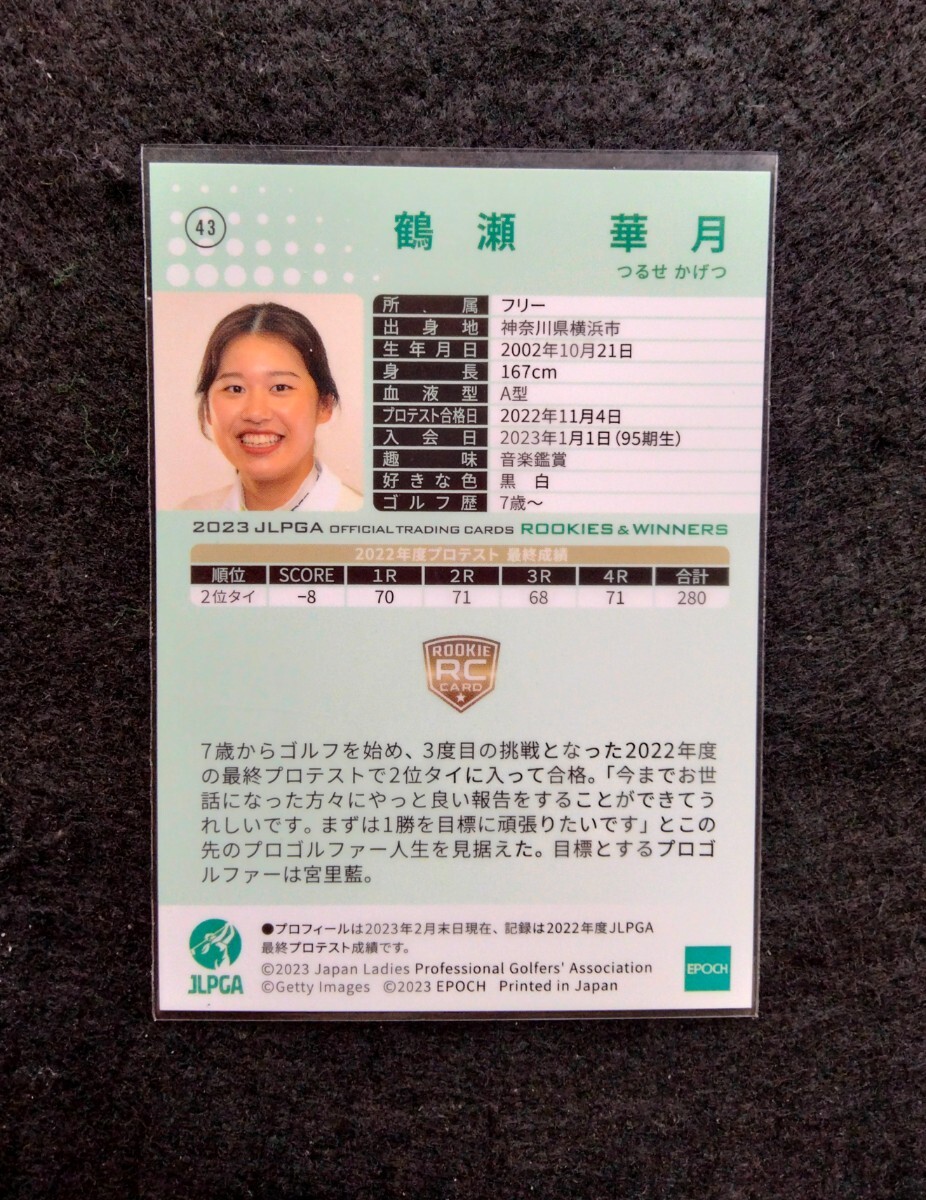 43
鶴瀬 華月
つるせ かげつ
所、属 フリー
出身地 神奈川県横浜市
生年月日 2002年10月21日
身長 167cm
血液型 A型
プロテスト合格日 2022年11月4日
入会日 2023年1月1日(95期生)
趣味 音楽鑑賞
好きな色 黒 白
ゴルフ歴 7歳〜
2023 JLPGA OFFICIAL TRADING CARDS ROOKIES & WINNERS
2022年度プロテスト 最終成績
順位 SCORE 1R 2R 3R 4R 合計
2位タイ −8 70 71 68 71 280
ROOKIE
RC
CARD
7歳からゴルフを始め、3度目の挑戦となった2022年度
の最終プロテストで2位タイに入って合格。「今までお世
話になった方々にやっと良い報告をすることができてう
れしいです。まずは1勝を目標に頑張りたいです」とこの
先のプロゴルファー人生を見据えた。目標とするプロゴ
ルファーは宮里藍。
●プロフィールは2023年2月末日現在、記録は2022年度JLPGA
最終プロテスト成績です。
©2023 Japan Ladies Professional Golfers' Association
©Getty Images ©2023 EPOCH Printed in Japan
JLPGA
EPOCH